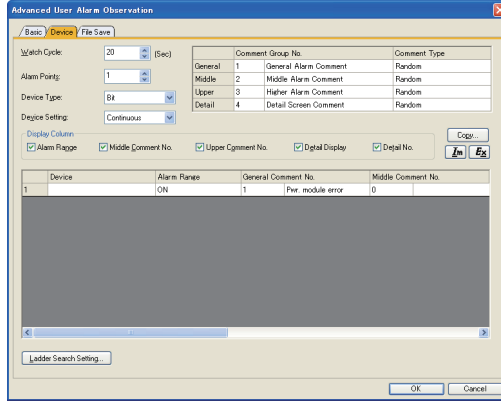 Advanced User Alarm Observation
Basic Device File Save
Watch Cycle: 20 (Sec)
Alarm Points: 1
Device Type: Bit
Device Setting: Continuous
Comment Group No. Comment Type
General 1 General Alarm Comment Random
Middle 2 Middle Alarm Comment Random
Upper 3 Higher Alarm Comment Random
Detail 4 Detail Screen Comment Random
Display Column
Alarm Range Middle Comment No. Upper Comment No. Detail Display Detail No.
Copy...
Im Ex
Device Alarm Range General Comment No. Middle Comment No.
1 ON 1 Pwr. module error 0
Ladder Search Setting...
OK Cancel